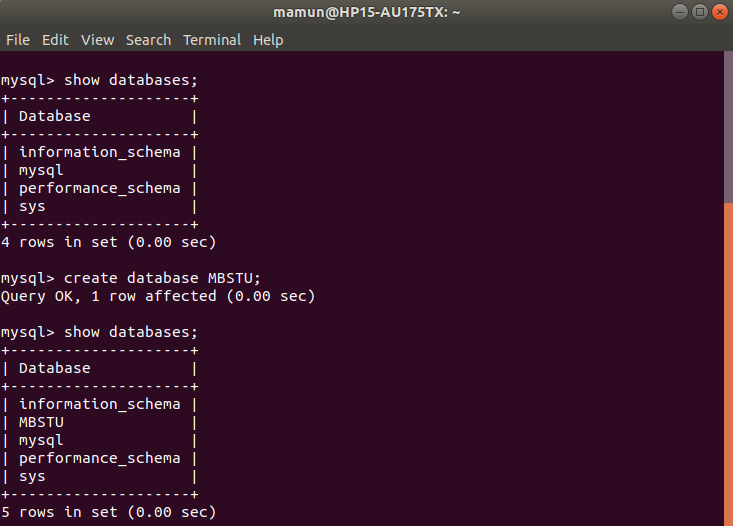 mamun@HP15-AU175TX: ~
File Edit View Search Terminal Help
mysql> show databases;
+--------------------+
| Database           |
+--------------------+
| information_schema |
| mysql              |
| performance_schema |
| sys                |
+--------------------+
4 rows in set (0.00 sec)
mysql> create database MBSTU;
Query OK, 1 row affected (0.00 sec)
mysql> show databases;
+--------------------+
| Database           |
+--------------------+
| information_schema |
| MBSTU              |
| mysql              |
| performance_schema |
| sys                |
+--------------------+
5 rows in set (0.00 sec)